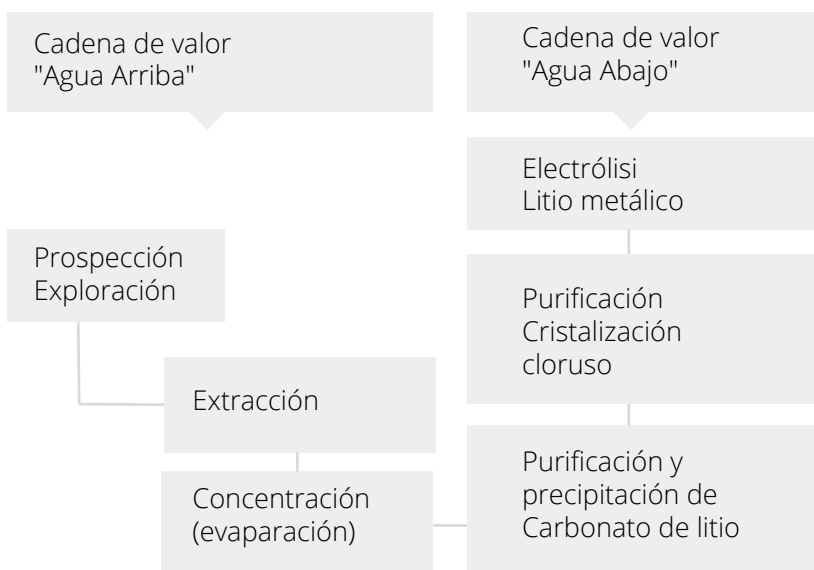 Cadena de valor
"Agua Arriba"
Cadena de valor
"Agua Abajo"
Electrólisi
Litio metálico
Prospección
Exploración
Purificación
Cristalización
cloruso
Extracción
Concentración
(evaparación)
Purificación y
precipitación de
Carbonato de litio